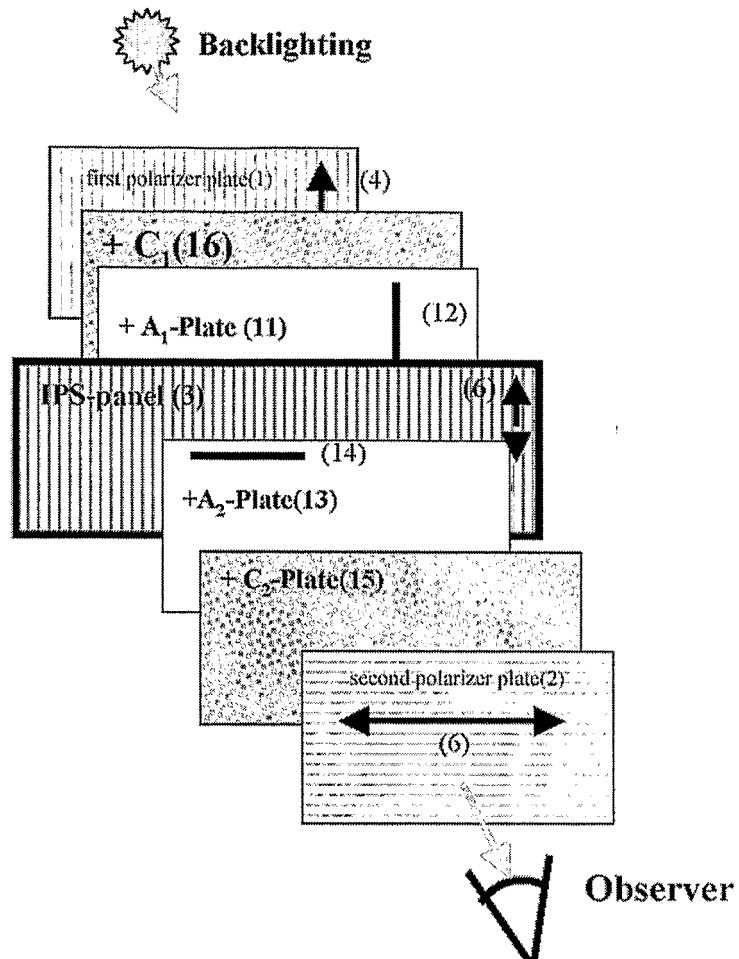 Backlighting
first polarizer plate(1)
(4)
+ C₁(16)
+ A₁-Plate (11)
(12)
IPS-panel (3)
(6)
(14)
+A₂-Plate(13)
+ C₂-Plate(15)
second polarizer plate(2)
(6)
Observer